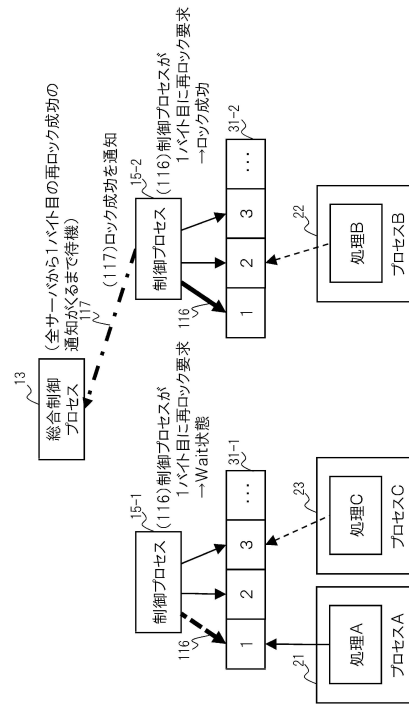 13
総合制御
プロセス
(全サーバから1バイト目の再ロック成功の
通知がくるまで待機)
117
(117)ロック成功を通知
15-1
制御プロセス
(116)制御プロセスが
1バイト目に再ロック要求
→Wait状態
116
31-1
1
2
3
...
21
処理A
プロセスA
23
処理C
プロセスC
15-2
制御プロセス
(116)制御プロセスが
1バイト目に再ロック要求
→ロック成功
116
31-2
1
2
3
...
22
処理B
プロセスB